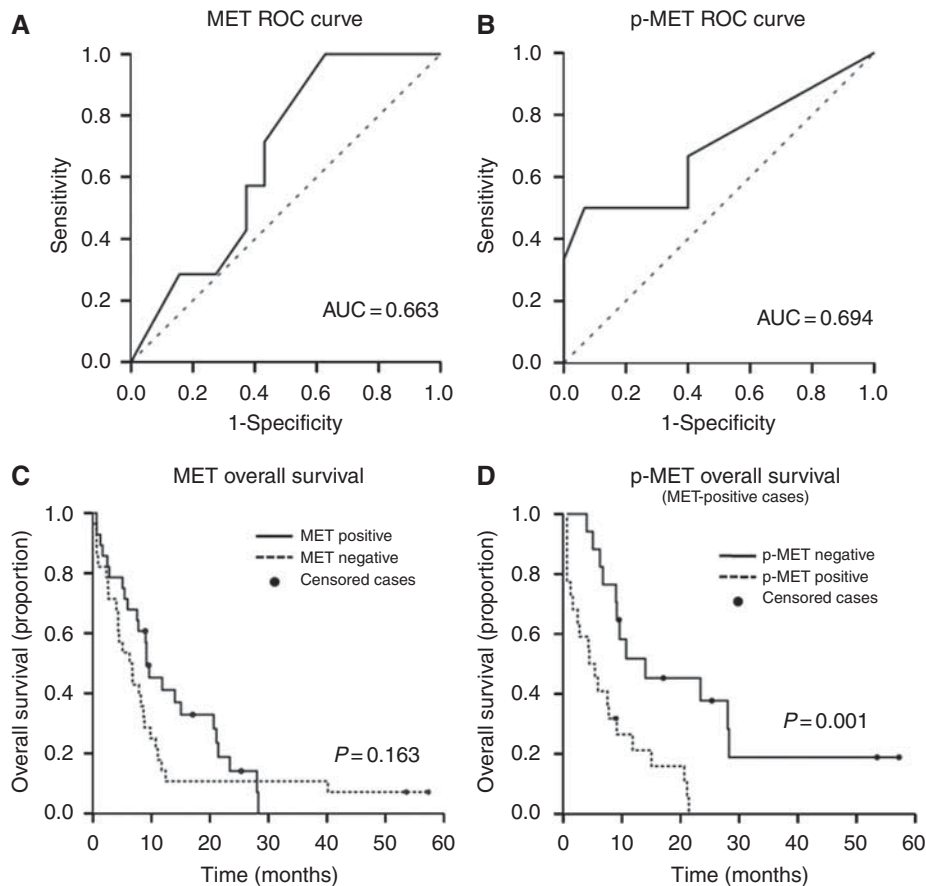 A
MET ROC curve
1.0
0.8
0.6
0.4
0.2
0.0
Sensitivity
AUC = 0.663
0.0 0.2 0.4 0.6 0.8 1.0
1-Specificity
B
p-MET ROC curve
1.0
0.8
0.6
0.4
0.2
0.0
Sensitivity
AUC = 0.694
0.0 0.2 0.4 0.6 0.8 1.0
1-Specificity
C
MET overall survival
1.0
0.8
0.6
0.4
0.2
0.0
Overall survival (proportion)
MET positive
MET negative
Censored cases
P = 0.163
0 10 20 30 40 50 60
Time (months)
D
p-MET overall survival
(MET-positive cases)
1.0
0.8
0.6
0.4
0.2
0.0
Overall survival (proportion)
p-MET negative
p-MET positive
Censored cases
P = 0.001
0 10 20 30 40 50 60
Time (months)